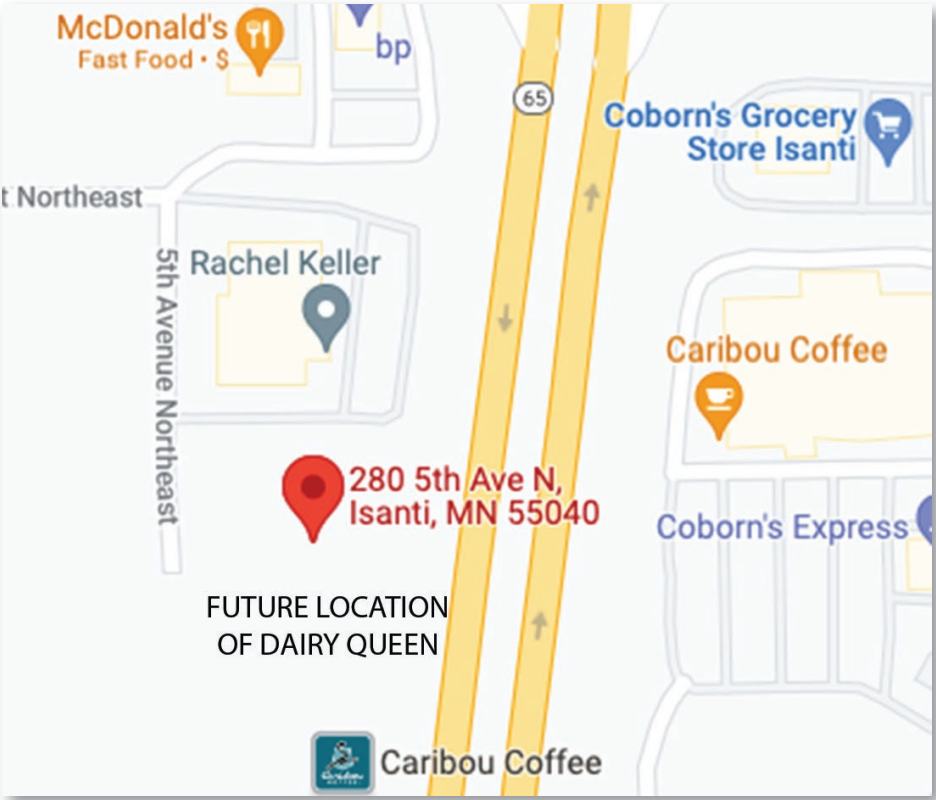 McDonald's
Fast Food • $
bp
65
Coborn's Grocery
Store Isanti
t Northeast
Rachel Keller
5th Avenue Northeast
Caribou Coffee
280 5th Ave N,
Isanti, MN 55040
Coborn's Express
FUTURE LOCATION
OF DAIRY QUEEN
Caribou Coffee